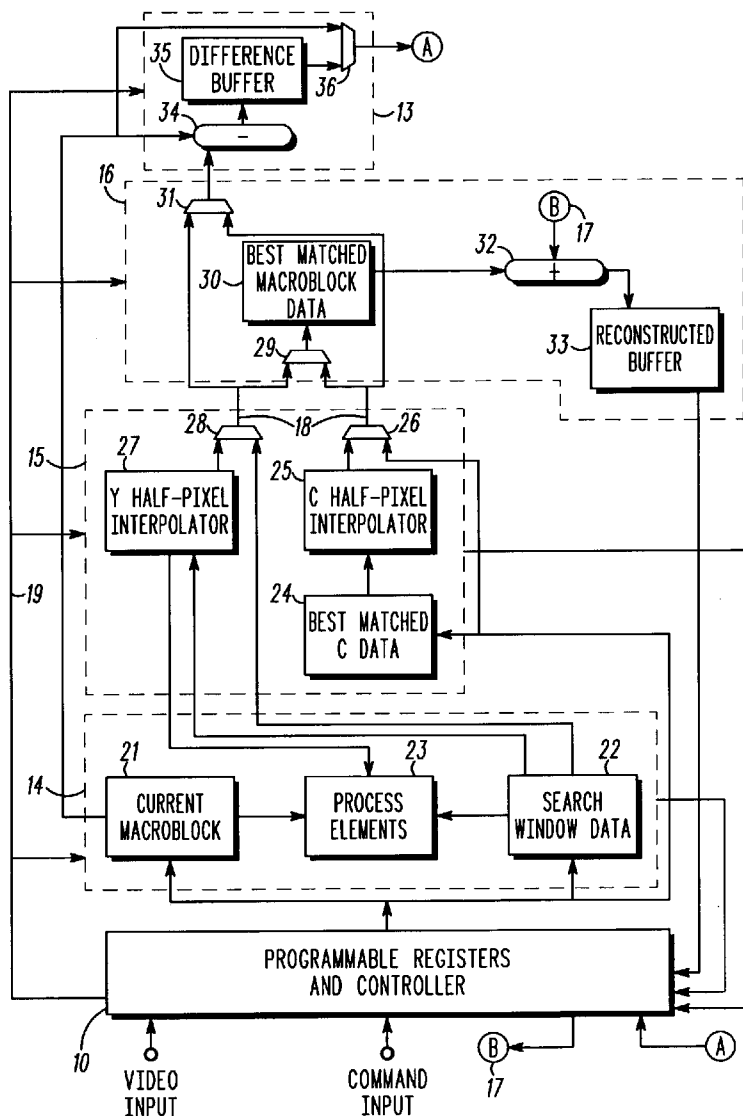 35
DIFFERENCE
BUFFER
36
A
34
-
13
16
31
B
17
32
+
30
BEST MATCHED
MACROBLOCK
DATA
29
33
RECONSTRUCTED
BUFFER
28
18
26
15
27
Y HALF-PIXEL
INTERPOLATOR
25
C HALF-PIXEL
INTERPOLATOR
19
24
BEST MATCHED
C DATA
14
21
CURRENT
MACROBLOCK
23
PROCESS
ELEMENTS
22
SEARCH
WINDOW DATA
PROGRAMMABLE REGISTERS
AND CONTROLLER
10
VIDEO
INPUT
COMMAND
INPUT
B
17
A